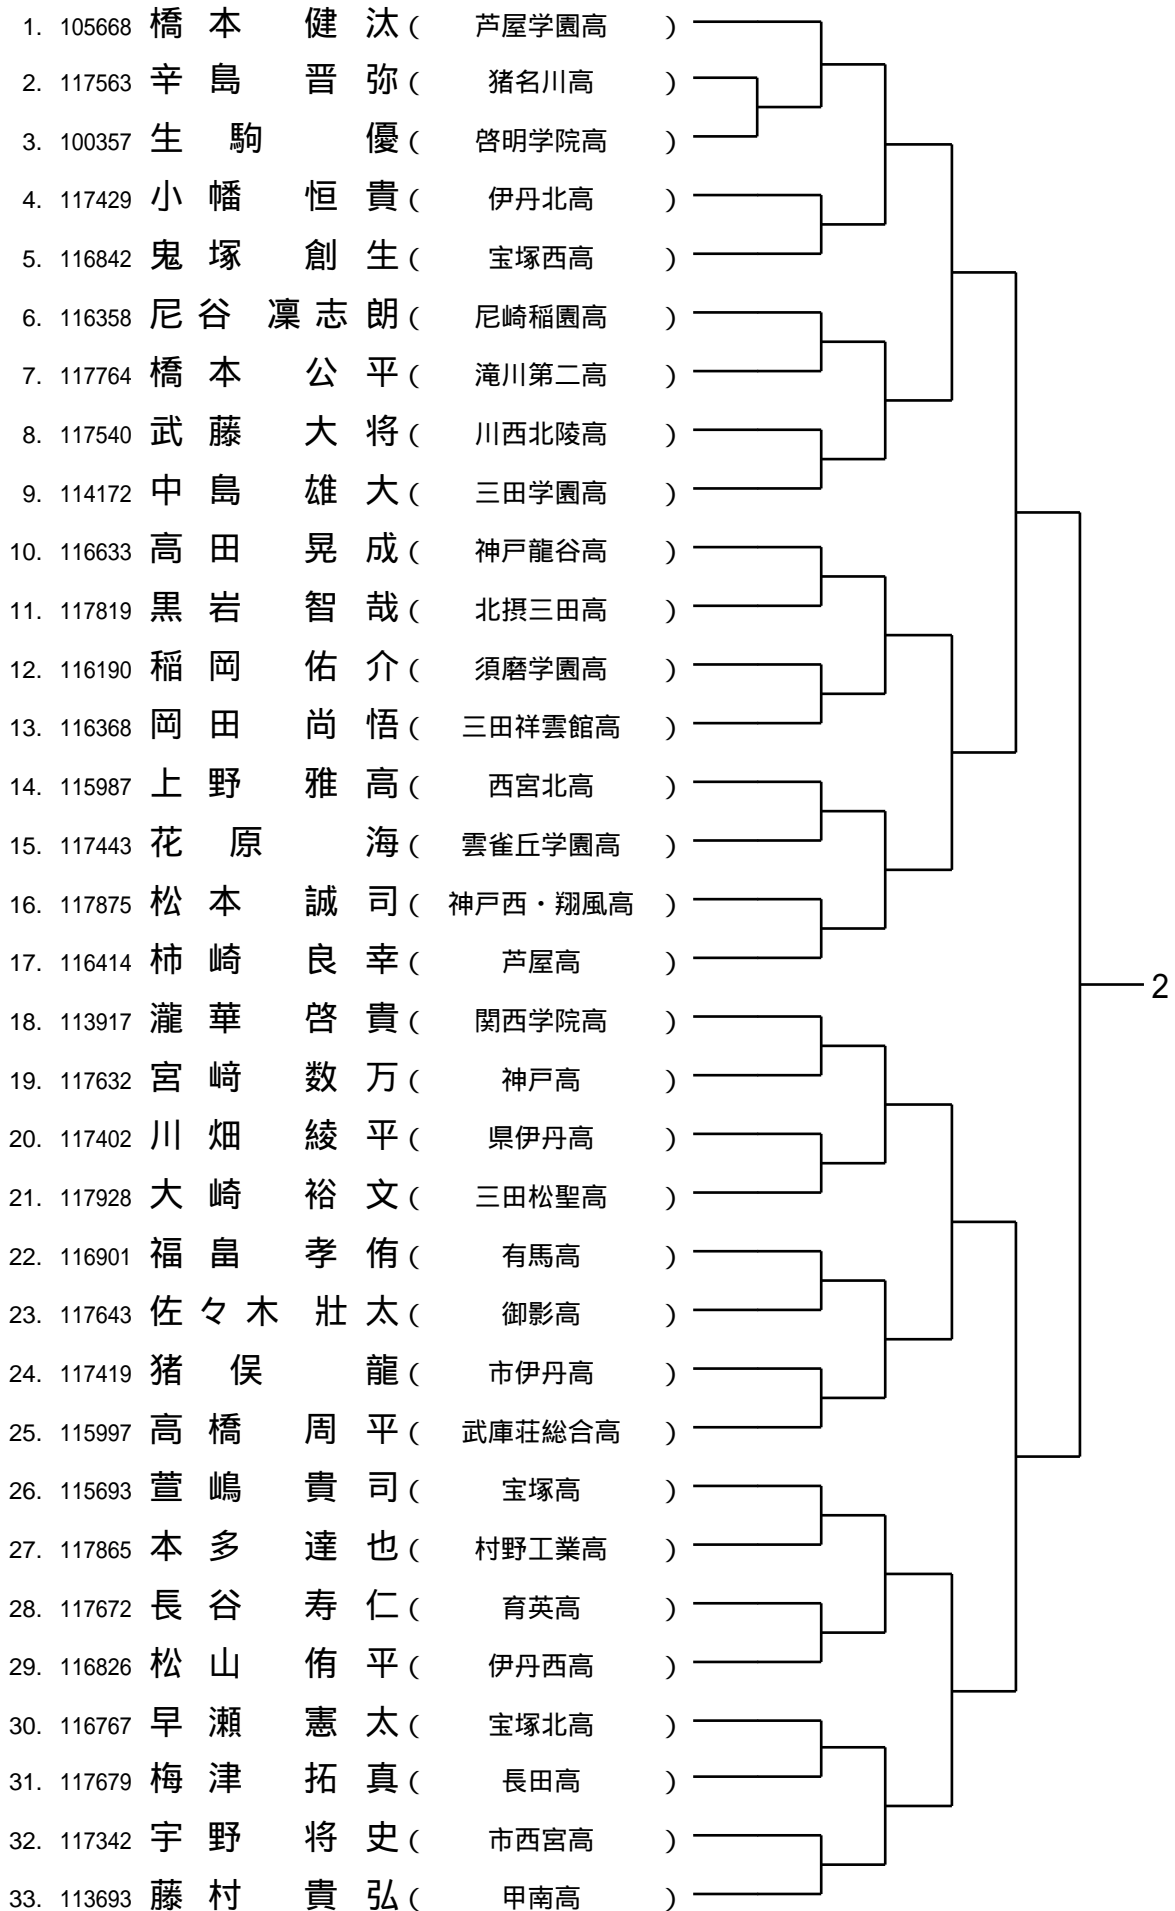 1. 105668 橋本 健汰 ( 芦屋学園高 )
2. 117563 辛島 晋弥 ( 猪名川高 )
3. 100357 生駒 優 ( 啓明学院高 )
4. 117429 小幡 恒貴 ( 伊丹北高 )
5. 116842 鬼塚 創生 ( 宝塚西高 )
6. 116358 尼谷 凜志朗 ( 尼崎稲園高 )
7. 117764 橋本 公平 ( 滝川第二高 )
8. 117540 武藤 大将 ( 川西北陵高 )
9. 114172 中島 雄大 ( 三田学園高 )
10. 116633 高田 晃成 ( 神戸龍谷高 )
11. 117819 黒岩 智哉 ( 北摂三田高 )
12. 116190 稲岡 佑介 ( 須磨学園高 )
13. 116368 岡田 尚悟 ( 三田祥雲館高 )
14. 115987 上野 雅高 ( 西宮北高 )
15. 117443 花原 海 ( 雲雀丘学園高 )
16. 117875 松本 誠司 ( 神戸西・翔風高 )
17. 116414 柿崎 良幸 ( 芦屋高 )
2
18. 113917 瀧華 啓貴 ( 関西学院高 )
19. 117632 宮﨑 数万 ( 神戸高 )
20. 117402 川畑 綾平 ( 県伊丹高 )
21. 117928 大崎 裕文 ( 三田松聖高 )
22. 116901 福畠 孝侑 ( 有馬高 )
23. 117643 佐々木 壯太 ( 御影高 )
24. 117419 猪俣 龍 ( 市伊丹高 )
25. 115997 高橋 周平 ( 武庫荘総合高 )
26. 115693 萱嶋 貴司 ( 宝塚高 )
27. 117865 本多 達也 ( 村野工業高 )
28. 117672 長谷 寿仁 ( 育英高 )
29. 116826 松山 侑平 ( 伊丹西高 )
30. 116767 早瀬 憲太 ( 宝塚北高 )
31. 117679 梅津 拓真 ( 長田高 )
32. 117342 宇野 将史 ( 市西宮高 )
33. 113693 藤村 貴弘 ( 甲南高 )